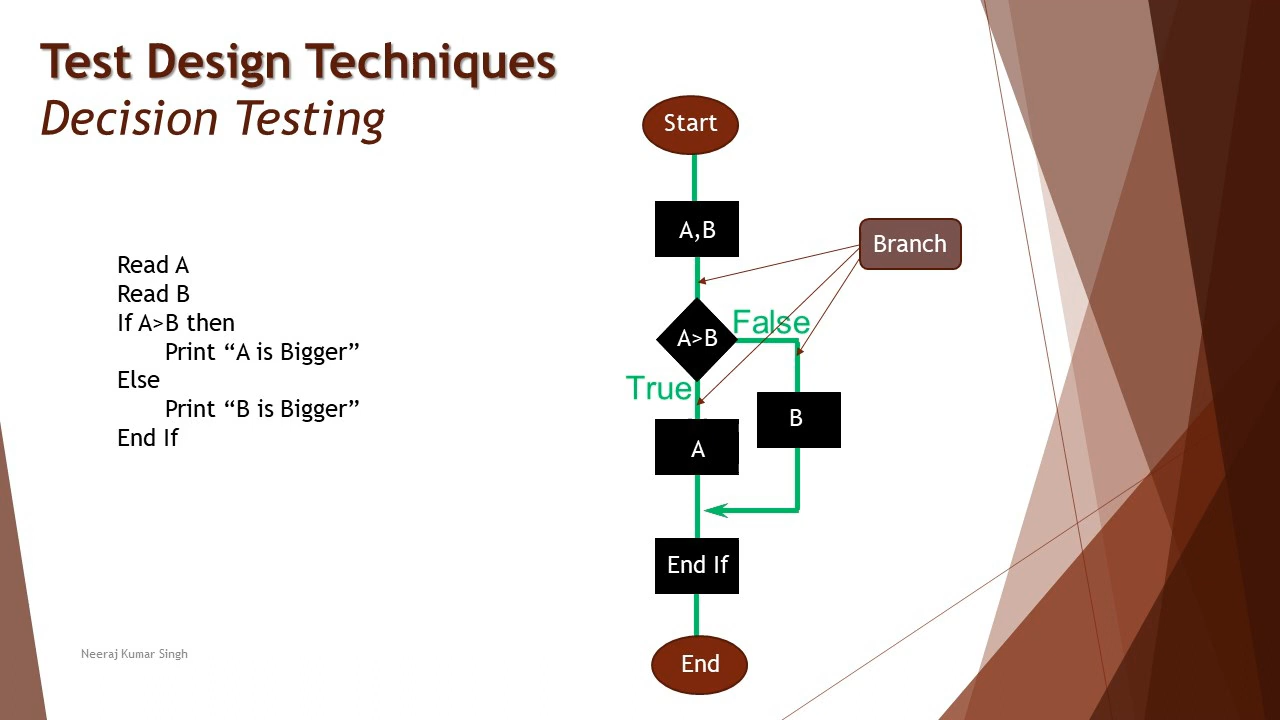 Test Design Techniques
Decision Testing
Read A
Read B
If A>B then
Print “A is Bigger”
Else
Print “B is Bigger”
End If
Start
A,B
Branch
A>B
False
True
B
A
End If
End
Neeraj Kumar Singh